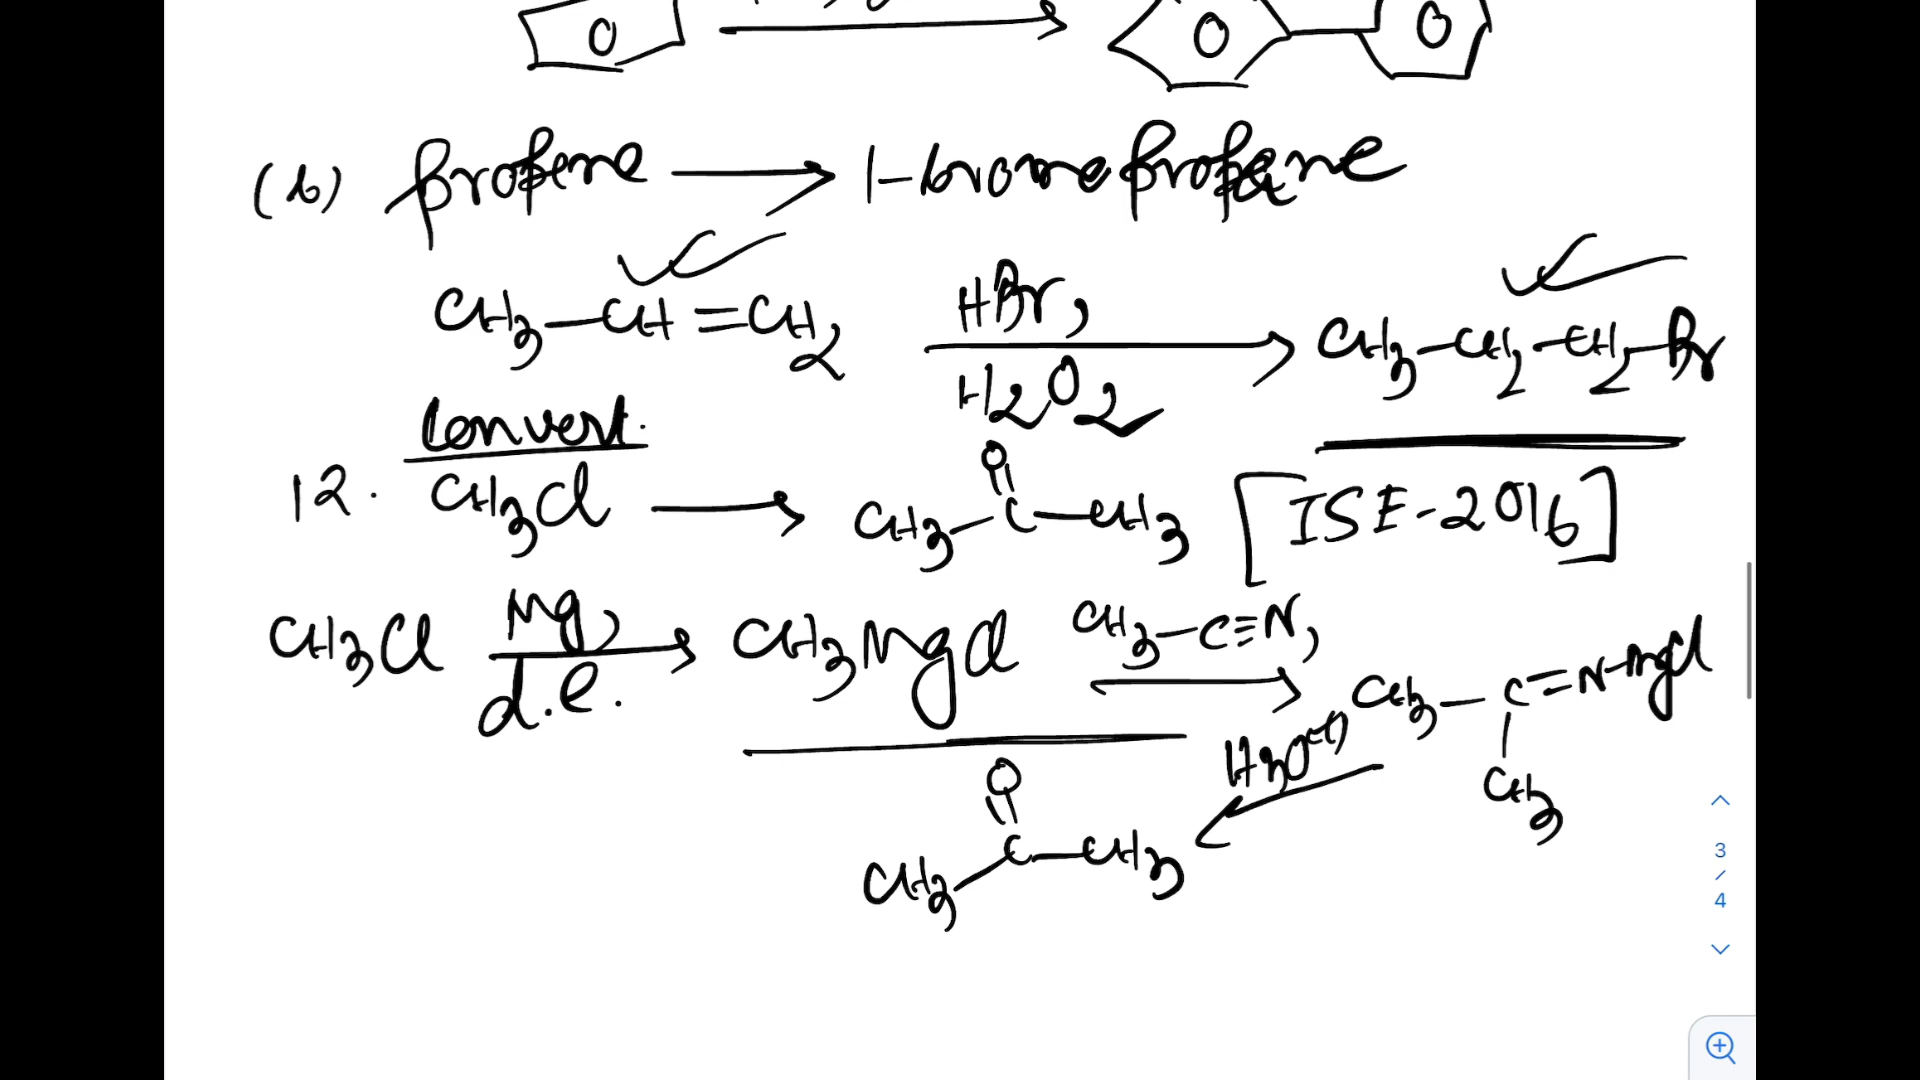 (b) propene → 1-bromopropane
CH3-CH=CH2 HBr, H2O2 → CH3-CH2-CH2-Br
Convert.
12. CH3Cl → CH3-C(=O)-CH3 [ISE-2016]
CH3Cl Mg, d.e. → CH3MgCl CH3-C≡N, → CH3-C=N-MgCl
CH3
H3O(+)
O
CH3-C-CH3
3
/
4